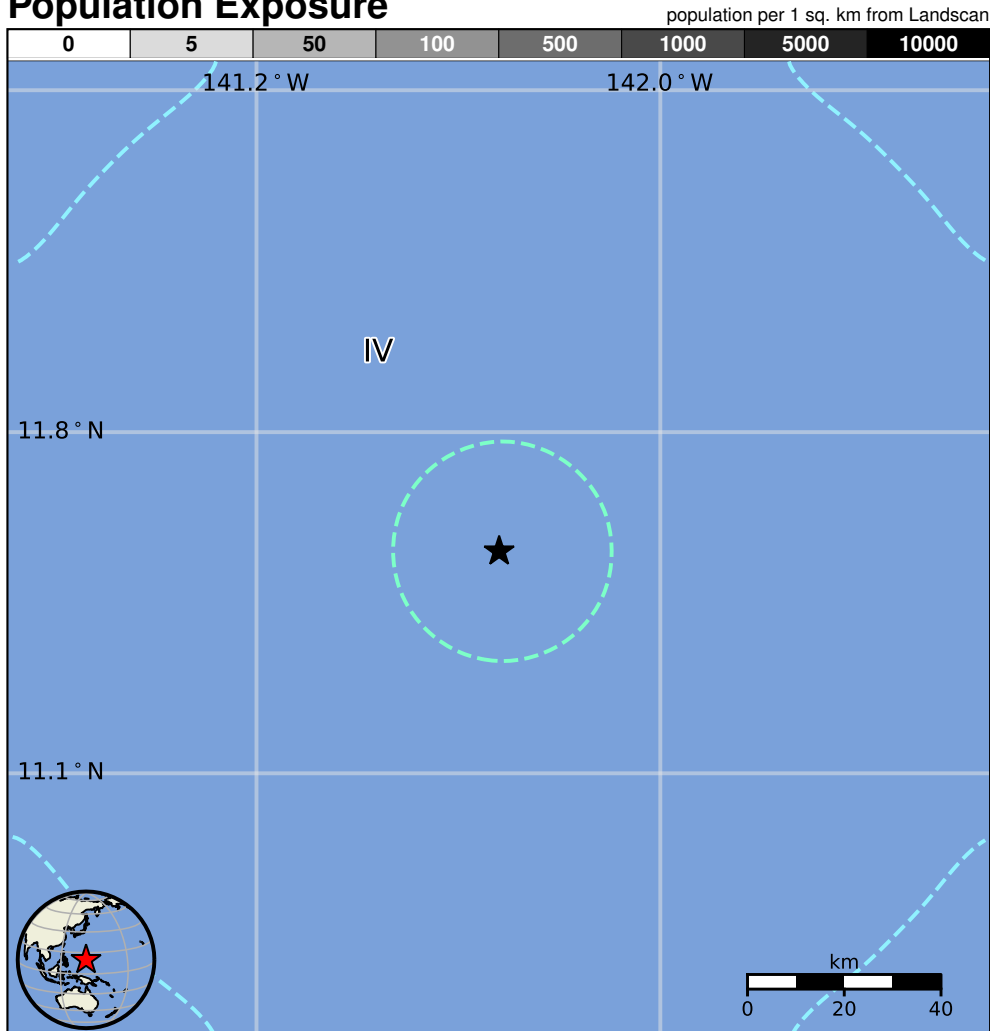 Population Exposure
population per 1 sq. km from Landscan
0 5 50 100 500 1000 5000 10000
141.2°W 142.0°W
IV
11.8°N
11.1°N
km
0 20 40